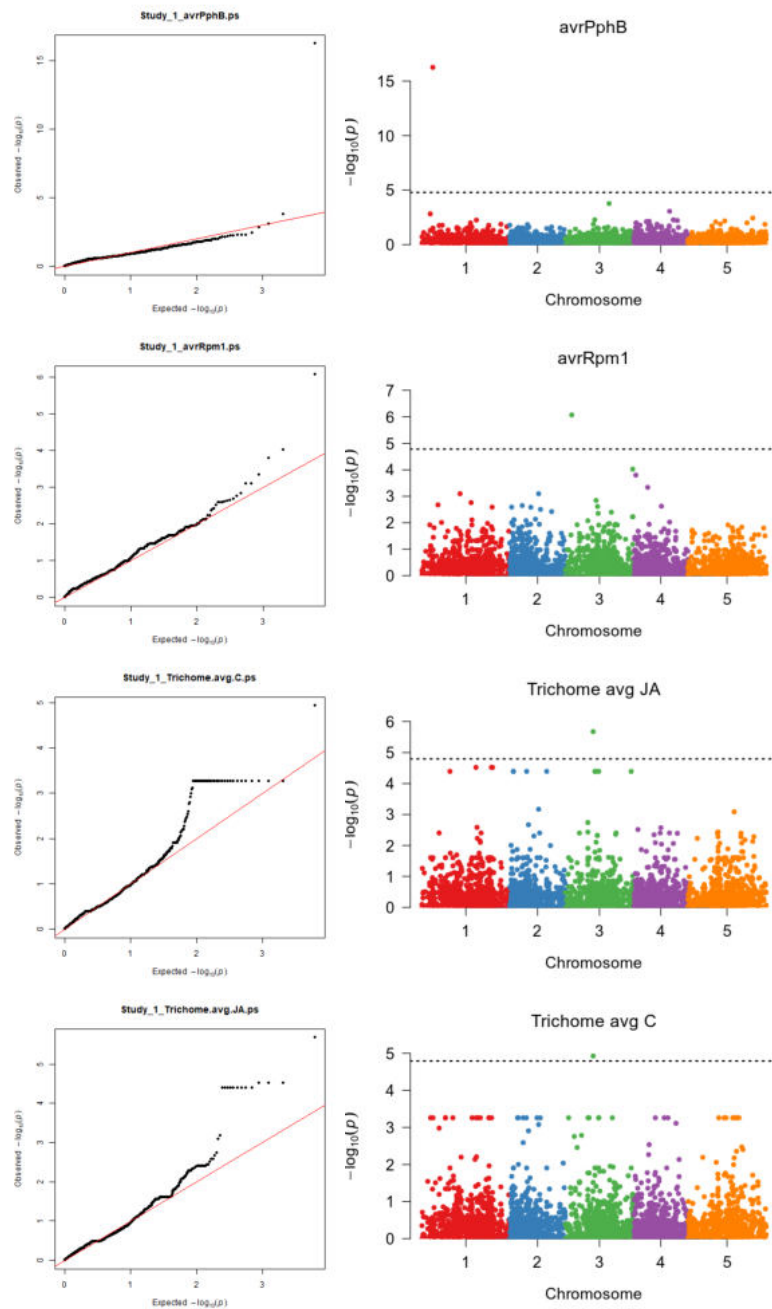 Study_1_avrPphB.ps
Observed −log10(p)
0 5 10 15
0 1 2 3
Expected −log10(p)
avrPphB
−log10(p)
15
10
5
0
1 2 3 4 5
Chromosome
Study_1_avrRpm1.ps
Observed −log10(p)
0 1 2 3 4 5 6
0 1 2 3
Expected −log10(p)
avrRpm1
−log10(p)
7
6
5
4
3
2
1
0
1 2 3 4 5
Chromosome
Study_1_Trichome.avg.C.ps
Observed −log10(p)
0 1 2 3 4 5
0 1 2 3
Expected −log10(p)
Trichome avg JA
−log10(p)
6
5
4
3
2
1
0
1 2 3 4 5
Chromosome
Study_1_Trichome.avg.JA.ps
Observed −log10(p)
0 1 2 3 4 5
0 1 2 3
Expected −log10(p)
Trichome avg C
−log10(p)
5
4
3
2
1
0
1 2 3 4 5
Chromosome